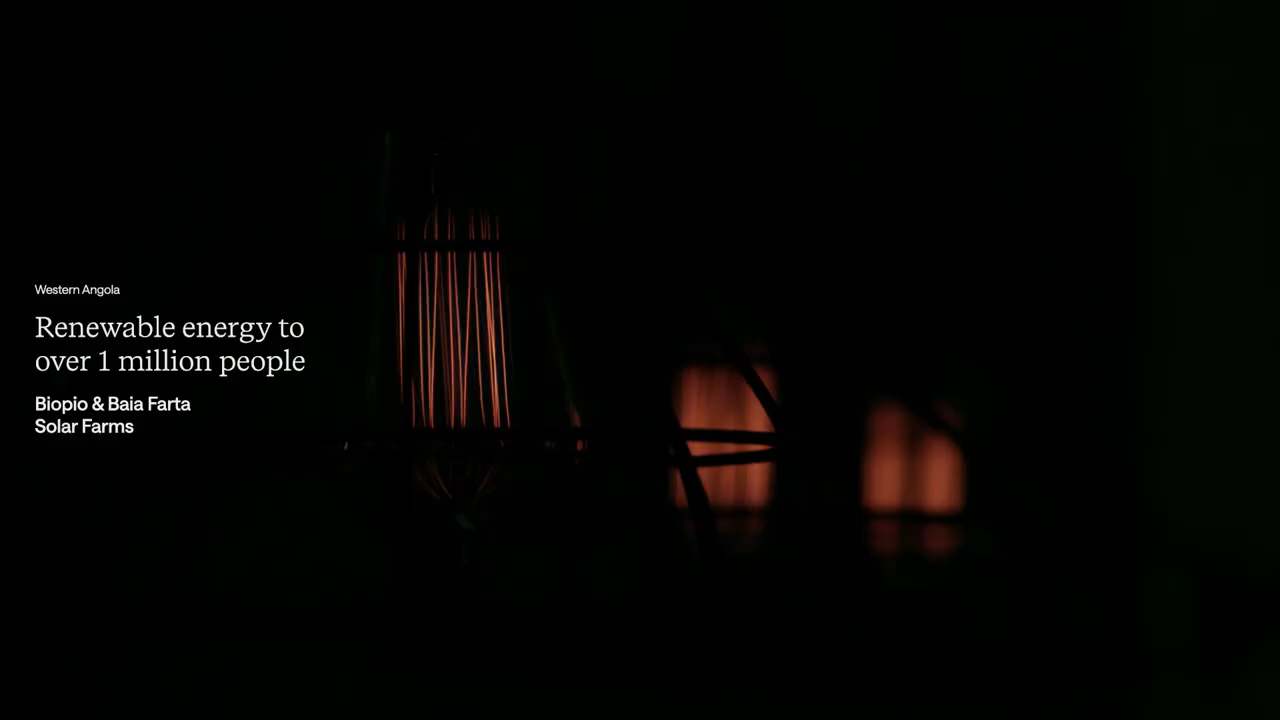 Western Angola
Renewable energy to
over 1 million people
Biopio & Baia Farta
Solar Farms